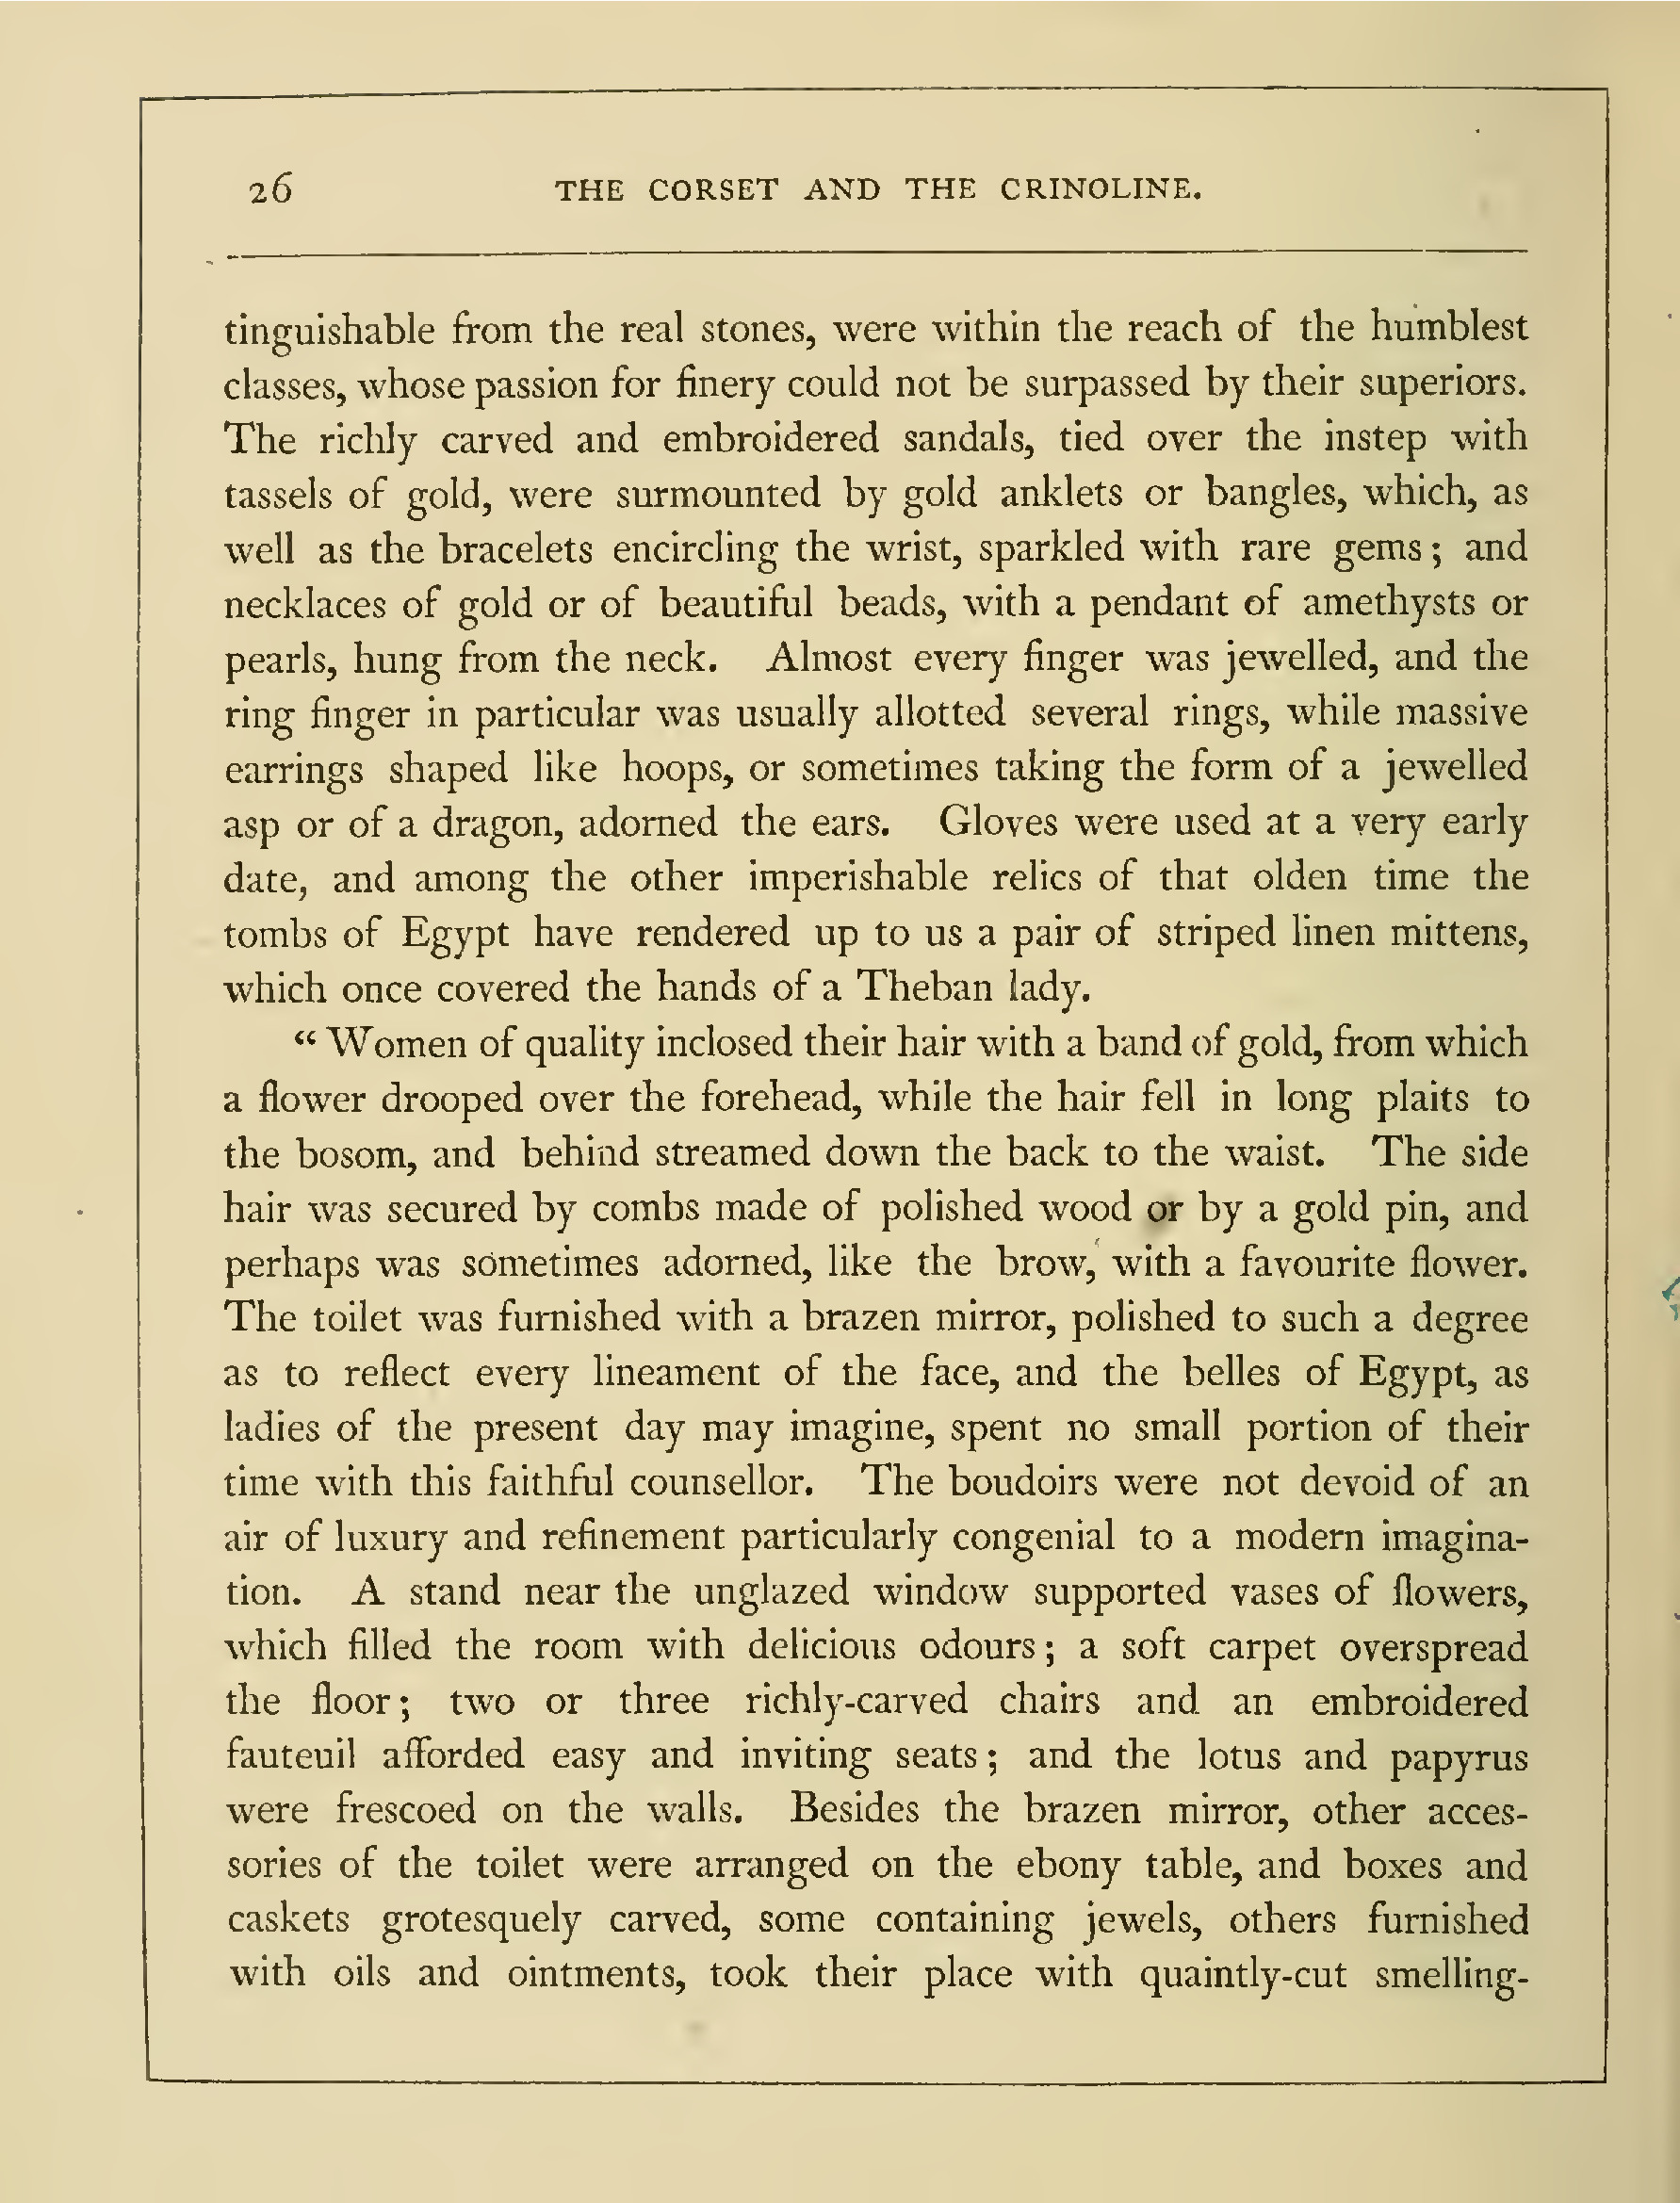 26 THE CORSET AND THE CRINOLINE.
tinguishable from the real stones, were within the reach of the humblest
classes, whose passion for finery could not be surpassed by their superiors.
The richly carved and embroidered sandals, tied over the instep with
tassels of gold, were surmounted by gold anklets or bangles, which, as
well as the bracelets encircling the wrist, sparkled with rare gems; and
necklaces of gold or of beautiful beads, with a pendant of amethysts or
pearls, hung from the neck. Almost every finger was jewelled, and the
ring finger in particular was usually allotted several rings, while massive
earrings shaped like hoops, or sometimes taking the form of a jewelled
asp or of a dragon, adorned the ears. Gloves were used at a very early
date, and among the other imperishable relics of that olden time the
tombs of Egypt have rendered up to us a pair of striped linen mittens,
which once covered the hands of a Theban lady.
“Women of quality inclosed their hair with a band of gold, from which
a flower drooped over the forehead, while the hair fell in long plaits to
the bosom, and behind streamed down the back to the waist. The side
hair was secured by combs made of polished wood or by a gold pin, and
perhaps was sometimes adorned, like the brow, with a favourite flower.
The toilet was furnished with a brazen mirror, polished to such a degree
as to reflect every lineament of the face, and the belles of Egypt, as
ladies of the present day may imagine, spent no small portion of their
time with this faithful counsellor. The boudoirs were not devoid of an
air of luxury and refinement particularly congenial to a modern imagina-
tion. A stand near the unglazed window supported vases of flowers,
which filled the room with delicious odours; a soft carpet overspread
the floor; two or three richly-carved chairs and an embroidered
fauteuil afforded easy and inviting seats; and the lotus and papyrus
were frescoed on the walls. Besides the brazen mirror, other acces-
sories of the toilet were arranged on the ebony table, and boxes and
caskets grotesquely carved, some containing jewels, others furnished
with oils and ointments, took their place with quaintly-cut smelling-